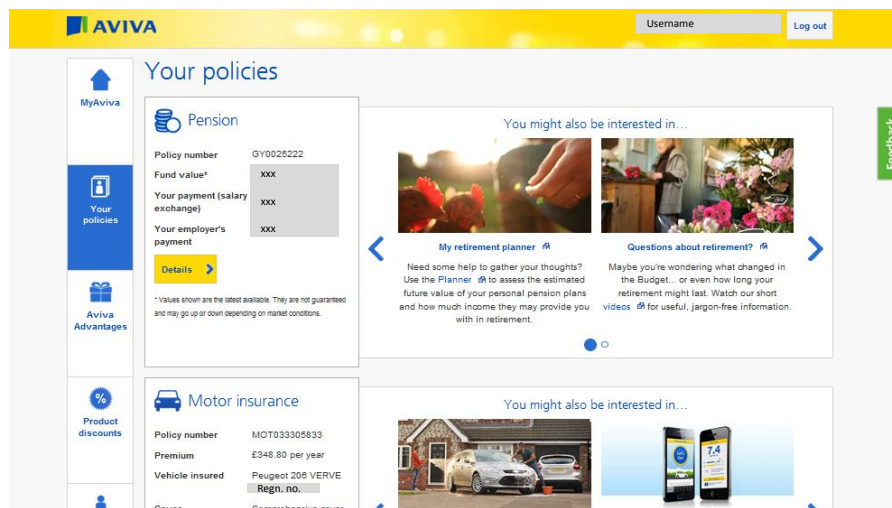 AVIVA
Username
Log out
Your policies
MyAviva
Your
policies
Aviva
Advantages
Product
discounts
Feedback
Pension
Policy number GY0025222
Fund value* xxx
Your payment (salary
exchange) xxx
Your employer's
payment xxx
Details
* Values shown are the latest available. They are not guaranteed
and may go up or down depending on market conditions.
You might also be interested in...
My retirement planner
Need some help to gather your thoughts?
Use the Planner to assess the estimated
future value of your personal pension plans
and how much income they may provide you
with in retirement.
Questions about retirement?
Maybe you're wondering what changed in
the Budget... or even how long your
retirement might last. Watch our short
videos for useful, jargon-free information.
Motor insurance
Policy number MOT033305833
Premium £348.80 per year
Vehicle insured Peugeot 206 VERVE
Regn. no.
You might also be interested in...
7.4